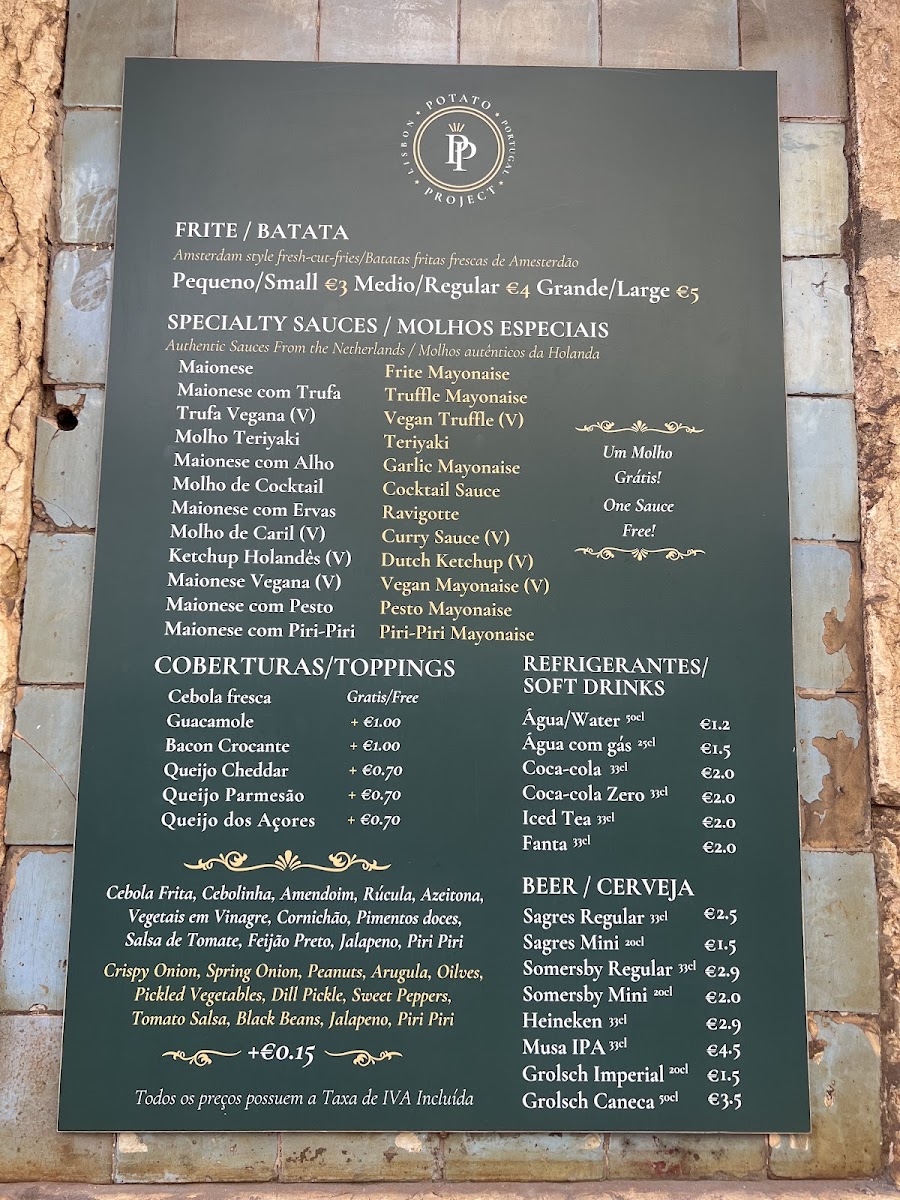 POTATO
LISBON
PORTUGAL
PP
PROJECT
FRITE / BATATA
Amsterdam style fresh-cut-fries/Batatas fritas frescas de Amesterdão
Pequeno/Small €3 Medio/Regular €4 Grande/Large €5
SPECIALTY SAUCES / MOLHOS ESPECIAIS
Authentic Sauces From the Netherlands / Molhos auténticos da Holanda
Maionese Frite Mayonaise
Maionese com Trufa Truffle Mayonaise
Trufa Vegana (V) Vegan Truffle (V)
Molho Teriyaki Teriyaki
Maionese com Alho Garlic Mayonaise
Molho de Cocktail Cocktail Sauce
Maionese com Ervas Ravigotte
Molho de Caril (V) Curry Sauce (V)
Ketchup Holandês (V) Dutch Ketchup (V)
Maionese Vegana (V) Vegan Mayonaise (V)
Maionese com Pesto Pesto Mayonaise
Maionese com Piri-Piri Piri-Piri Mayonaise
Um Molho
Grátis!
One Sauce
Free!
COBERTURAS/TOPPINGS
Cebola fresca Gratis/Free
Guacamole + €1.00
Bacon Crocante + €1.00
Queijo Cheddar + €0.70
Queijo Parmesão + €0.70
Queijo dos Açores + €0.70
Cebola Frita, Cebolinha, Amendoim, Rúcula, Azeitona,
Vegetais em Vinagre, Cornichão, Pimentos doces,
Salsa de Tomate, Feijão Preto, Jalapeno, Piri Piri
Crispy Onion, Spring Onion, Peanuts, Arugula, Oilves,
Pickled Vegetables, Dill Pickle, Sweet Peppers,
Tomato Salsa, Black Beans, Jalapeno, Piri Piri
+€0.15
Todos os preços possuem a Taxa de IVA Incluída
REFRIGERANTES/
SOFT DRINKS
Água/Water 50cl €1.2
Água com gás 25cl €1.5
Coca-cola 33cl €2.0
Coca-cola Zero 33cl €2.0
Iced Tea 33cl €2.0
Fanta 33cl €2.0
BEER / CERVEJA
Sagres Regular 33cl €2.5
Sagres Mini 20cl €1.5
Somersby Regular 33cl €2.9
Somersby Mini 20cl €2.0
Heineken 33cl €2.9
Musa IPA 33cl €4.5
Grolsch Imperial 20cl €1.5
Grolsch Caneca 50cl €3.5